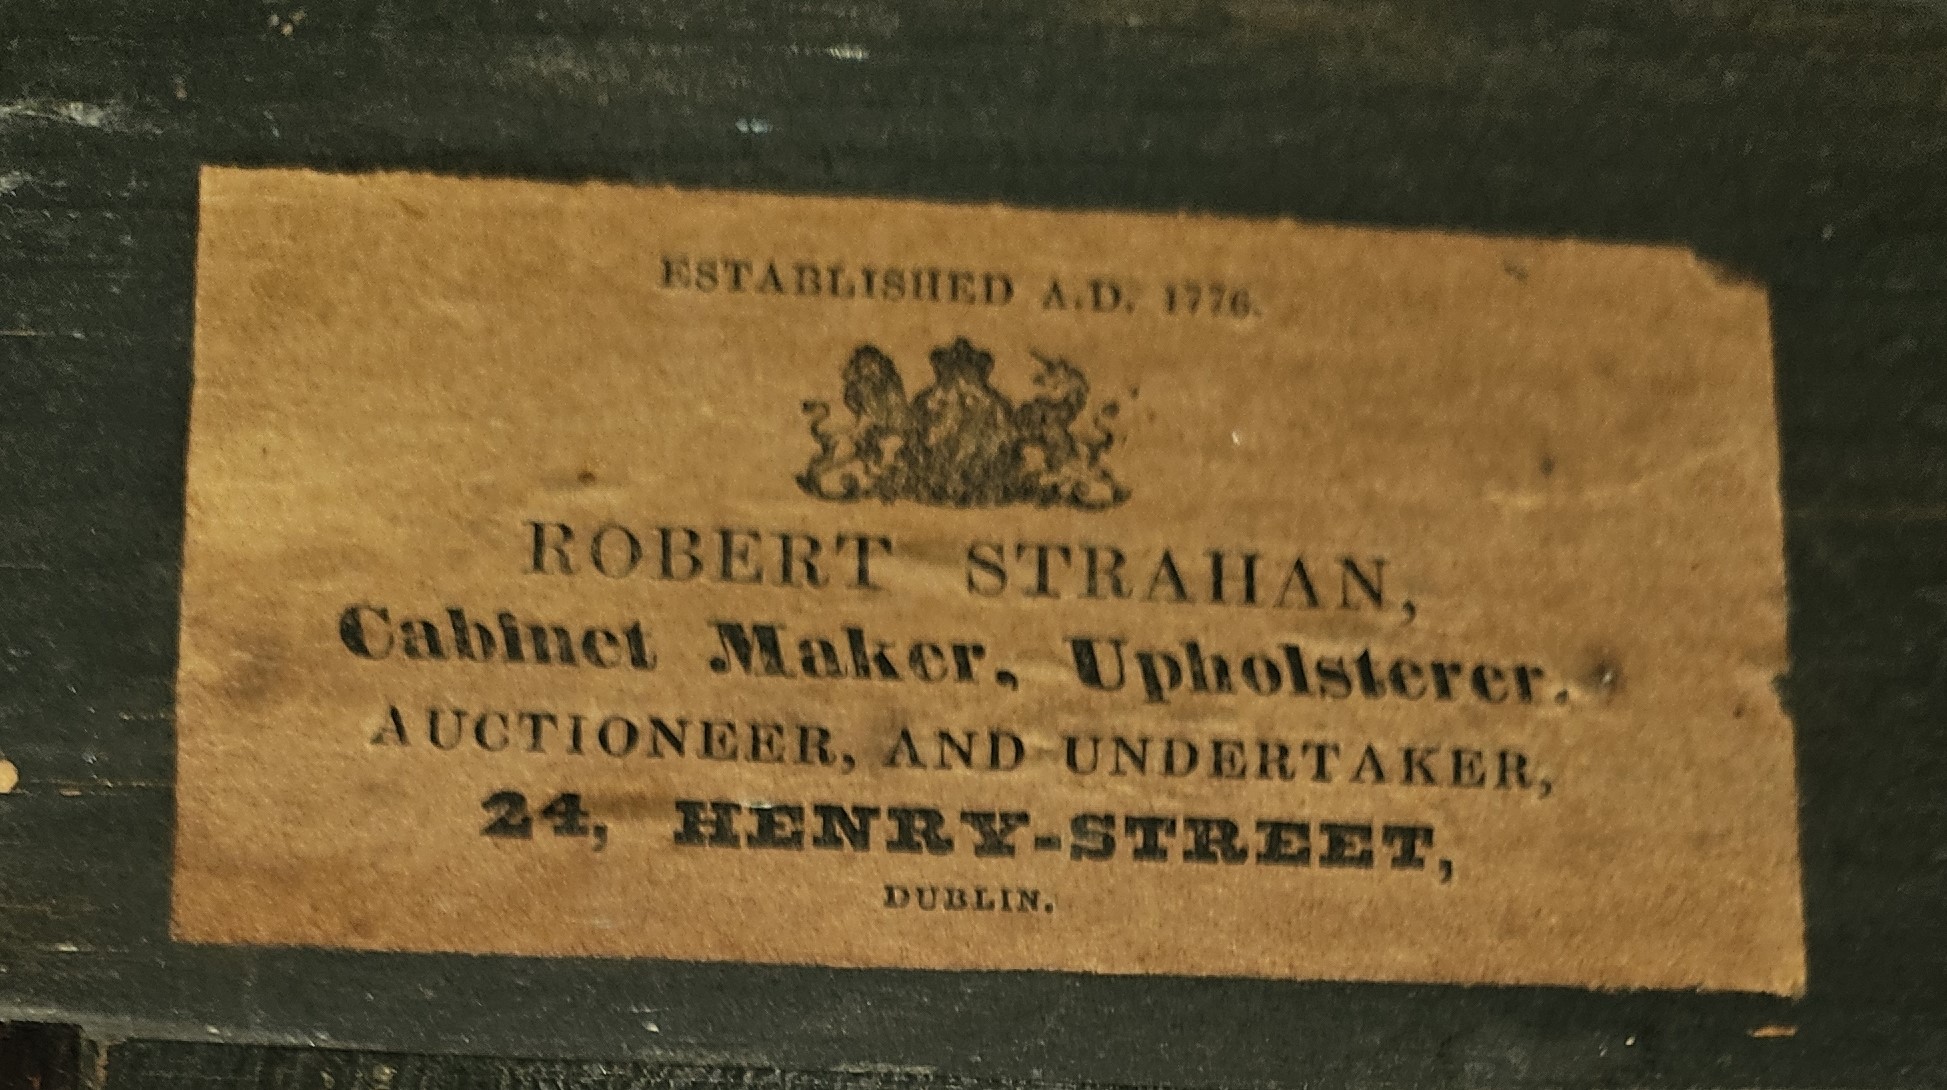 ESTABLISHED A.D. 1776.
ROBERT STRAHAN,
Cabinet Maker, Upholsterer.
AUCTIONEER, AND UNDERTAKER,
24, HENRY-STREET,
DUBLIN.